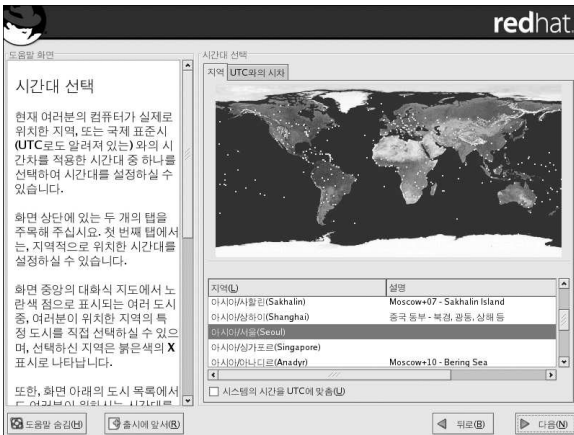 redhat.
도움말 화면
시간대 선택
현재 여러분의 컴퓨터가 실제로
위치한 지역, 또는 국제 표준시
(UTC로도 알려져 있는) 와의 시
간차를 적용한 시간대 중 하나를
선택하여 시간대를 설정하실 수
있습니다.
화면 상단에 있는 두 개의 탭을
주목해 주십시요. 첫 번째 탭에서
는, 지역적으로 위치한 시간대를
설정하실 수 있습니다.
화면 중앙의 대화식 지도에서 노
란색 점으로 표시되는 여러 도시
중, 여러분이 위치한 지역의 특
정 도시를 직접 선택하실 수 있으
며, 선택하신 지역은 붉은색의 X
표시로 나타납니다.
또한, 화면 아래의 도시 목록에서
시간대 선택
지역 UTC와의 시차
지역(L) 설명
아시아/사할린(Sakhalin) Moscow+07 - Sakhalin Island
아시아/상하이(Shanghai) 중국 동부 - 북경, 광동, 상해 등
아시아/서울(Seoul)
아시아/싱가포르(Singapore)
아시아/아나디르(Anadyr) Moscow+10 - Bering Sea
시스템의 시간을 UTC에 맞춤(U)
도움말 숨김(H) 출시에 앞서(R) 뒤로(B) 다음(N)